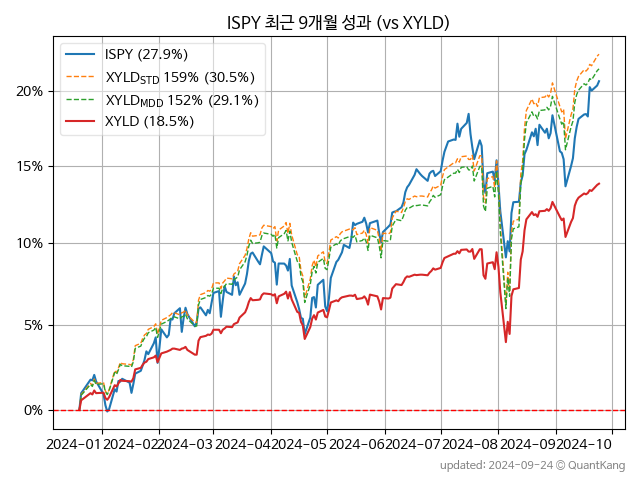 ISPY 최근 9개월 성과 (vs XYLD)
ISPY (27.9%)
XYLD_STD 159% (30.5%)
XYLD_MDD 152% (29.1%)
XYLD (18.5%)
20%
15%
10%
5%
0%
2024-01 2024-02 2024-03 2024-04 2024-05 2024-06 2024-07 2024-08 2024-09 2024-10
updated: 2024-09-24 ⓒ QuantKang